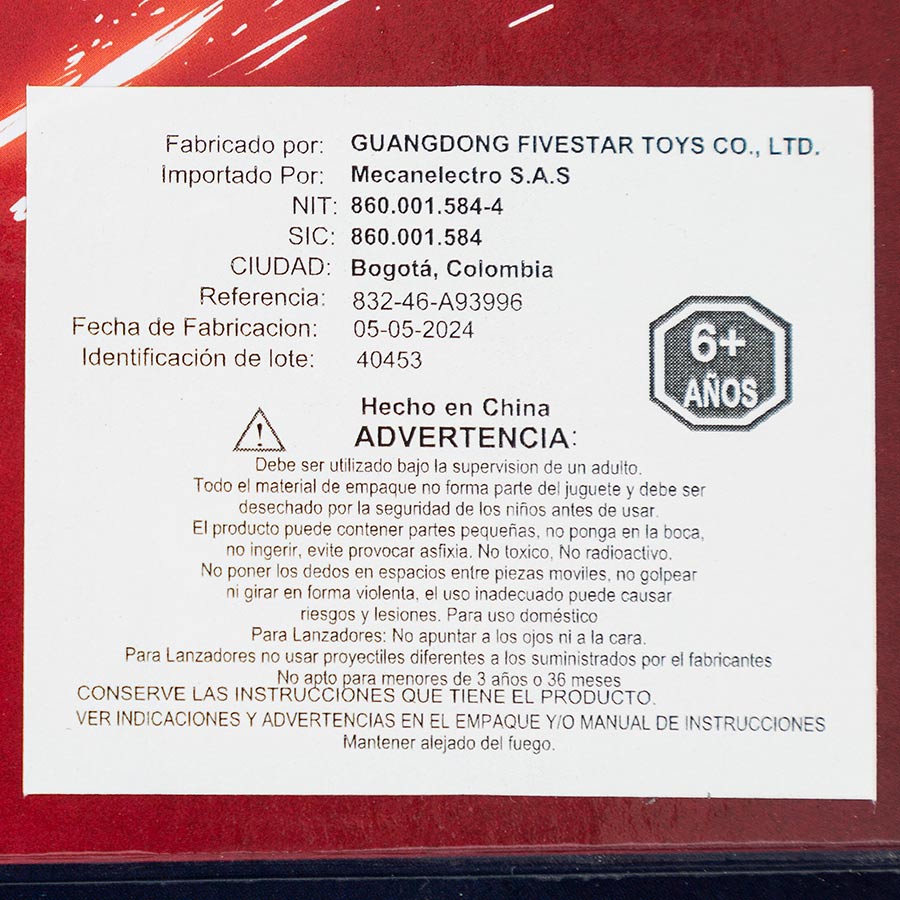 Fabricado por: GUANGDONG FIVESTAR TOYS CO., LTD.
Importado Por: Mecanelectro S.A.S
NIT: 860.001.584-4
SIC: 860.001.584
CIUDAD: Bogotá, Colombia
Referencia: 832-46-A93996
Fecha de Fabricacion: 05-05-2024
Identificación de lote: 40453
6+
AÑOS
Hecho en China
ADVERTENCIA:
Debe ser utilizado bajo la supervision de un adulto.
Todo el material de empaque no forma parte del juguete y debe ser
desechado por la seguridad de los niños antes de usar.
El producto puede contener partes pequeñas, no ponga en la boca,
no ingerir, evite provocar asfixia. No toxico, No radioactivo.
No poner los dedos en espacios entre piezas moviles, no golpear
ni girar en forma violenta, el uso inadecuado puede causar
riesgos y lesiones. Para uso doméstico
Para Lanzadores: No apuntar a los ojos ni a la cara.
Para Lanzadores no usar proyectiles diferentes a los suministrados por el fabricantes
No apto para menores de 3 años o 36 meses
CONSERVE LAS INSTRUCCIONES QUE TIENE EL PRODUCTO.
VER INDICACIONES Y ADVERTENCIAS EN EL EMPAQUE Y/O MANUAL DE INSTRUCCIONES
Mantener alejado del fuego.